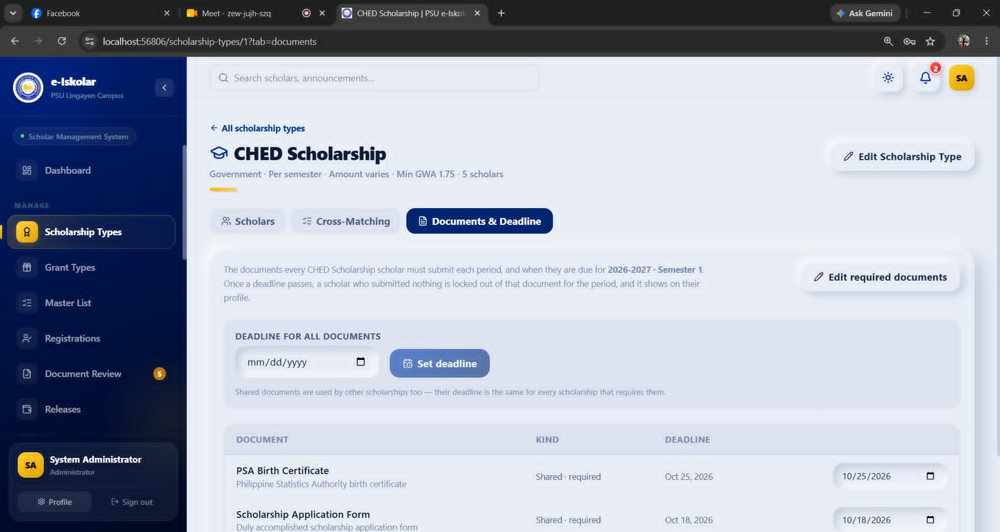 Facebook
Meet - zew-jujh-szq
CHED Scholarship | PSU e-Iskol
Ask Gemini
localhost:56806/scholarship-types/1?tab=documents
e-Iskolar
PSU Lingayen Campus
Scholar Management System
Dashboard
MANAGE
Scholarship Types
Grant Types
Master List
Registrations
Document Review
5
Releases
SA
System Administrator
Administrator
Profile
Sign out
Search scholars, announcements...
2
SA
All scholarship types
CHED Scholarship
Government · Per semester · Amount varies · Min GWA 1.75 · 5 scholars
Edit Scholarship Type
Scholars
Cross-Matching
Documents & Deadline
The documents every CHED Scholarship scholar must submit each period, and when they are due for 2026-2027 · Semester 1.
Once a deadline passes, a scholar who submitted nothing is locked out of that document for the period, and it shows on their
profile.
Edit required documents
DEADLINE FOR ALL DOCUMENTS
mm/dd/yyyy
Set deadline
Shared documents are used by other scholarships too — their deadline is the same for every scholarship that requires them.
DOCUMENT KIND DEADLINE
PSA Birth Certificate
Philippine Statistics Authority birth certificate
Shared · required
Oct 25, 2026
10/25/2026
Scholarship Application Form
Duly accomplished scholarship application form
Shared · required
Oct 18, 2026
10/18/2026